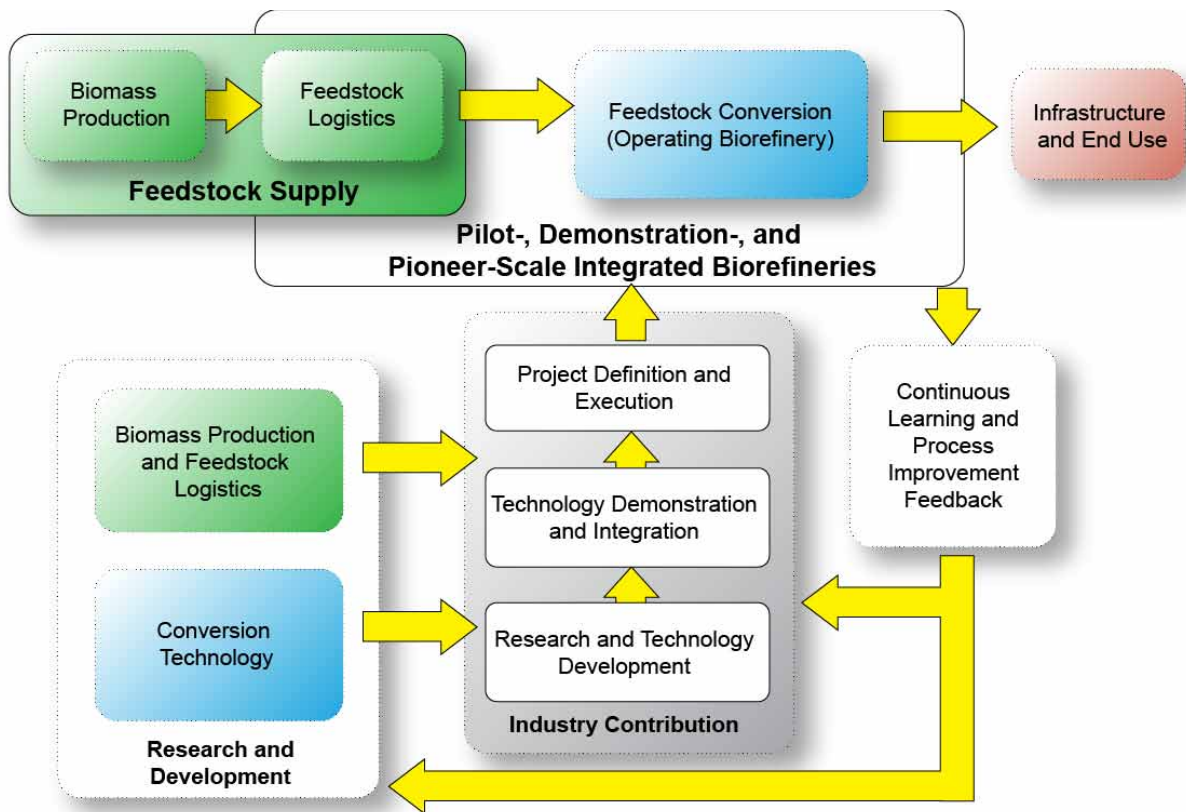 Biomass
Production
Feedstock
Logistics
Feedstock Supply
Feedstock Conversion
(Operating Biorefinery)
Infrastructure
and End Use
Pilot-, Demonstration-, and
Pioneer-Scale Integrated Biorefineries
Biomass Production
and Feedstock
Logistics
Conversion
Technology
Research and
Development
Project Definition and
Execution
Technology Demonstration
and Integration
Research and Technology
Development
Industry Contribution
Continuous
Learning and
Process
Improvement
Feedback